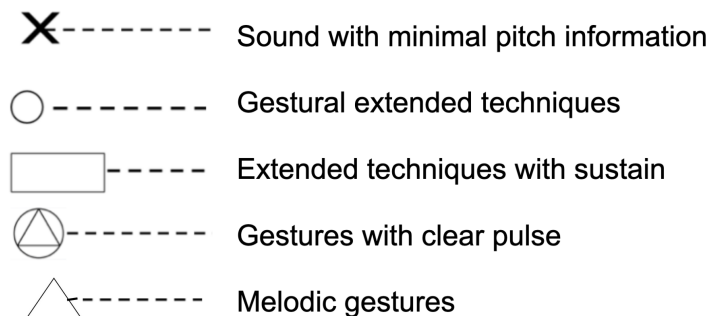 Sound with minimal pitch information
Gestural extended techniques
Extended techniques with sustain
Gestures with clear pulse
Melodic gestures